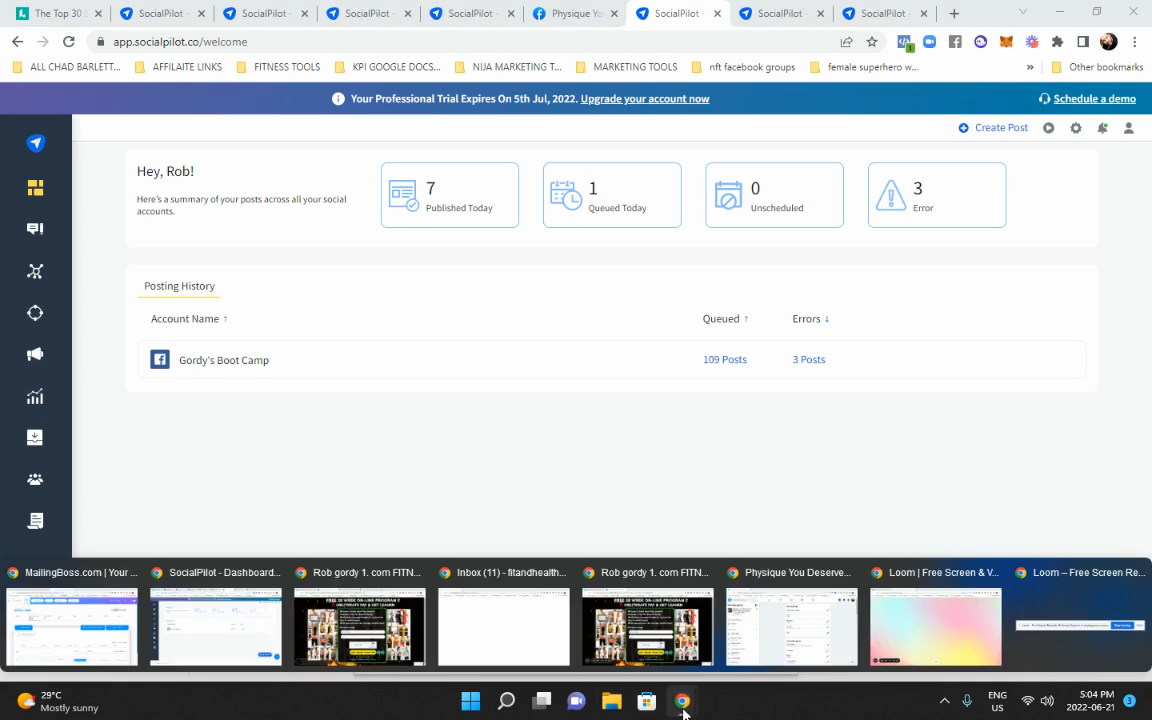 The Top 30
SocialPilot -
SocialPilot -
SocialPilot -
SocialPilot -
Physique Yo
SocialPilot -
SocialPilot -
SocialPilot -
app.socialpilot.co/welcome
1
ALL CHAD BARLETT...
AFFILAITE LINKS
FITNESS TOOLS
KPI GOOGLE DOCS...
NIJA MARKETING T...
MARKETING TOOLS
nft facebook groups
female superhero w...
»
Other bookmarks
Your Professional Trial Expires On 5th Jul, 2022. Upgrade your account now
Schedule a demo
Create Post
Hey, Rob!
Here's a summary of your posts across all your social
accounts.
7
Published Today
1
Queued Today
0
Unscheduled
3
Error
Posting History
Account Name ↑
Queued ↑
Errors ↓
Gordy's Boot Camp
109 Posts
3 Posts
MailingBoss.com | Your ...
SocialPilot - Dashboard...
Rob gordy 1. com FITN...
Inbox (11) - fitandhealth...
Rob gordy 1. com FITN...
Physique You Deserve...
Loom | Free Screen & V...
Loom – Free Screen Re...
29°C
Mostly sunny
ENG
US
5:04 PM
2022-06-21
3